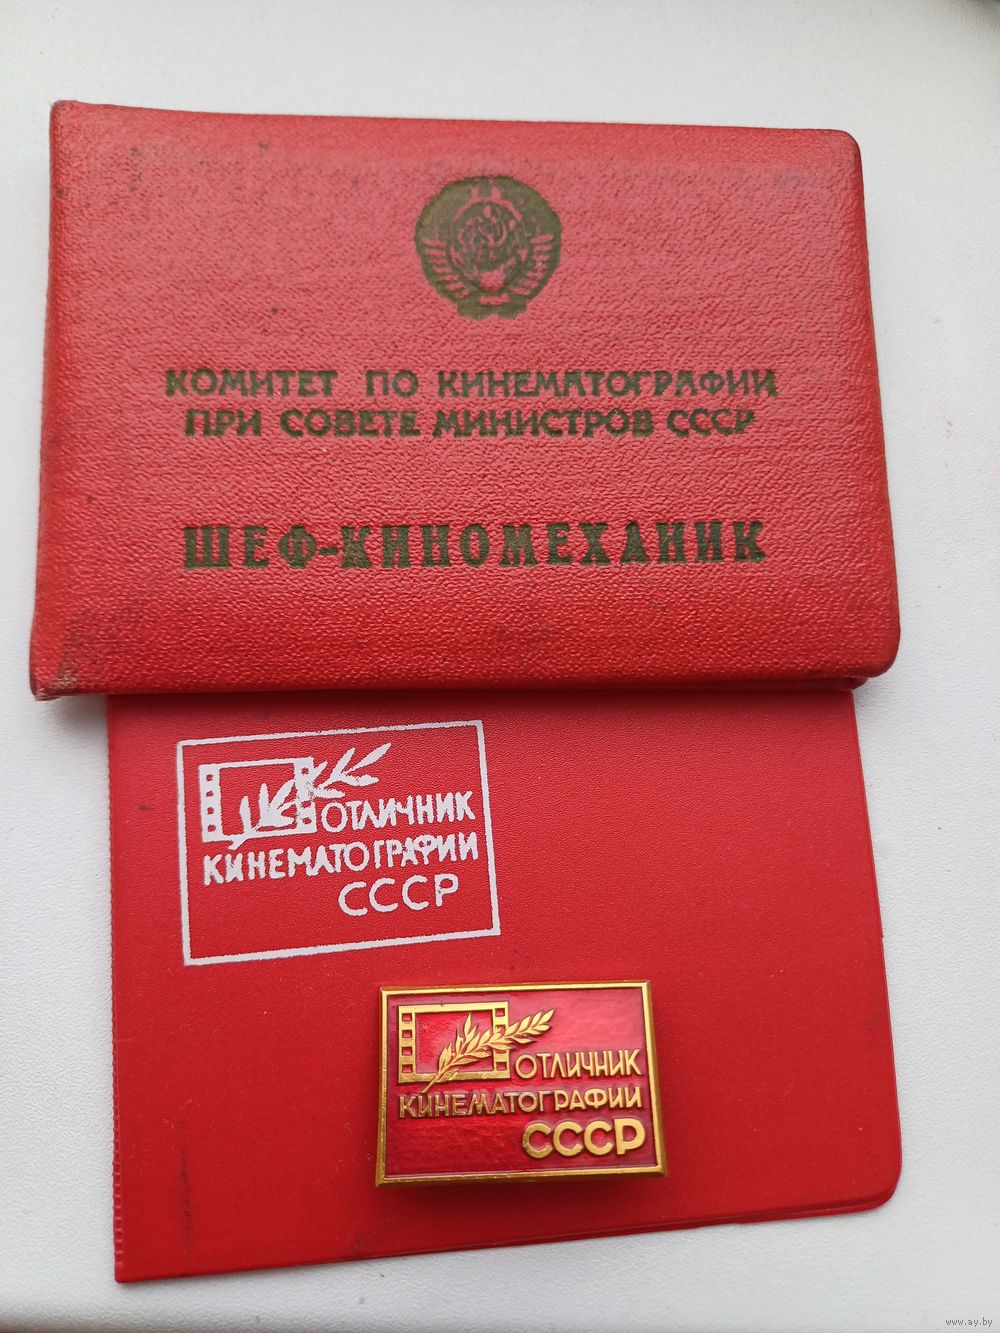 КОМИТЕТ ПО КИНЕМАТОГРАФИИ
ПРИ СОВЕТЕ МИНИСТРОВ СССР
ШЕФ-КИНОМЕХАНИК
ОТЛИЧНИК
КИНЕМАТОГРАФИИ
СССР
ОТЛИЧНИК
КИНЕМАТОГРАФИИ
СССР
www.ay.by